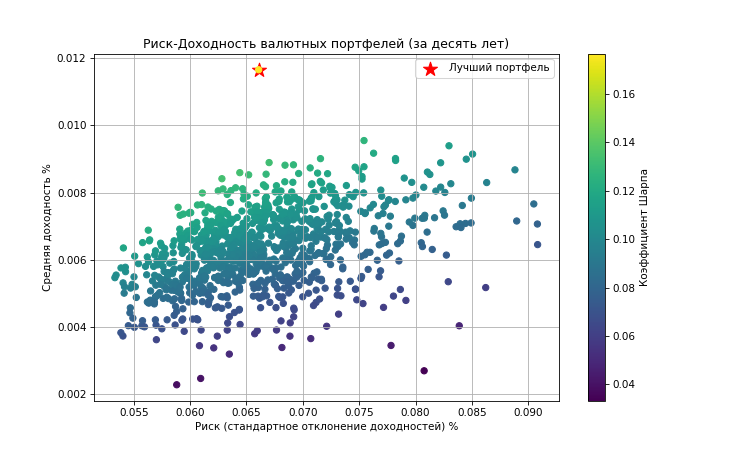 Риск-Доходность валютных портфелей (за десять лет)
Лучший портфель
Средняя доходность %
0.012
0.010
0.008
0.006
0.004
0.002
0.055 0.060 0.065 0.070 0.075 0.080 0.085 0.090
Риск (стандартное отклонение доходностей) %
0.16
0.14
0.12
0.10
0.08
0.06
0.04
Коэффициент Шарпа